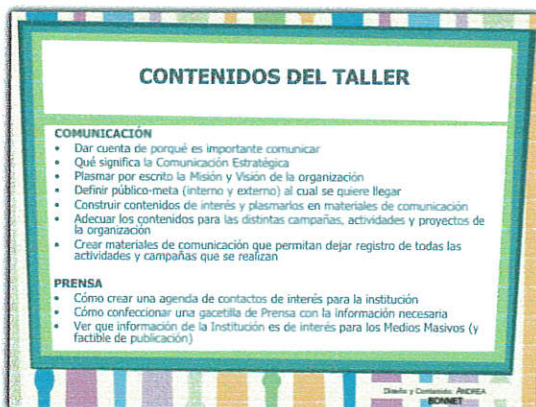 CONTENIDOS DEL TALLER
COMUNICACIÓN
• Dar cuenta de porqué es importante comunicar
• Qué significa la Comunicación Estratégica
• Plasmar por escrito la Misión y Visión de la organización
• Definir público-meta (interno y externo) al cual se quiere llegar
• Construir contenidos de interés y plasmarlos en materiales de comunicación
• Adecuar los contenidos para las distintas campañas, actividades y proyectos de
la organización
• Crear materiales de comunicación que permitan dejar registro de todas las
actividades y campañas que se realizan
PRENSA
• Cómo crear una agenda de contactos de interés para la institución
• Cómo confeccionar una gacetilla de Prensa con la información necesaria
• Ver que información de la Institución es de interés para los Medios Masivos (y
factible de publicación)
Diseño y Contenido: ANDREA
BONNET